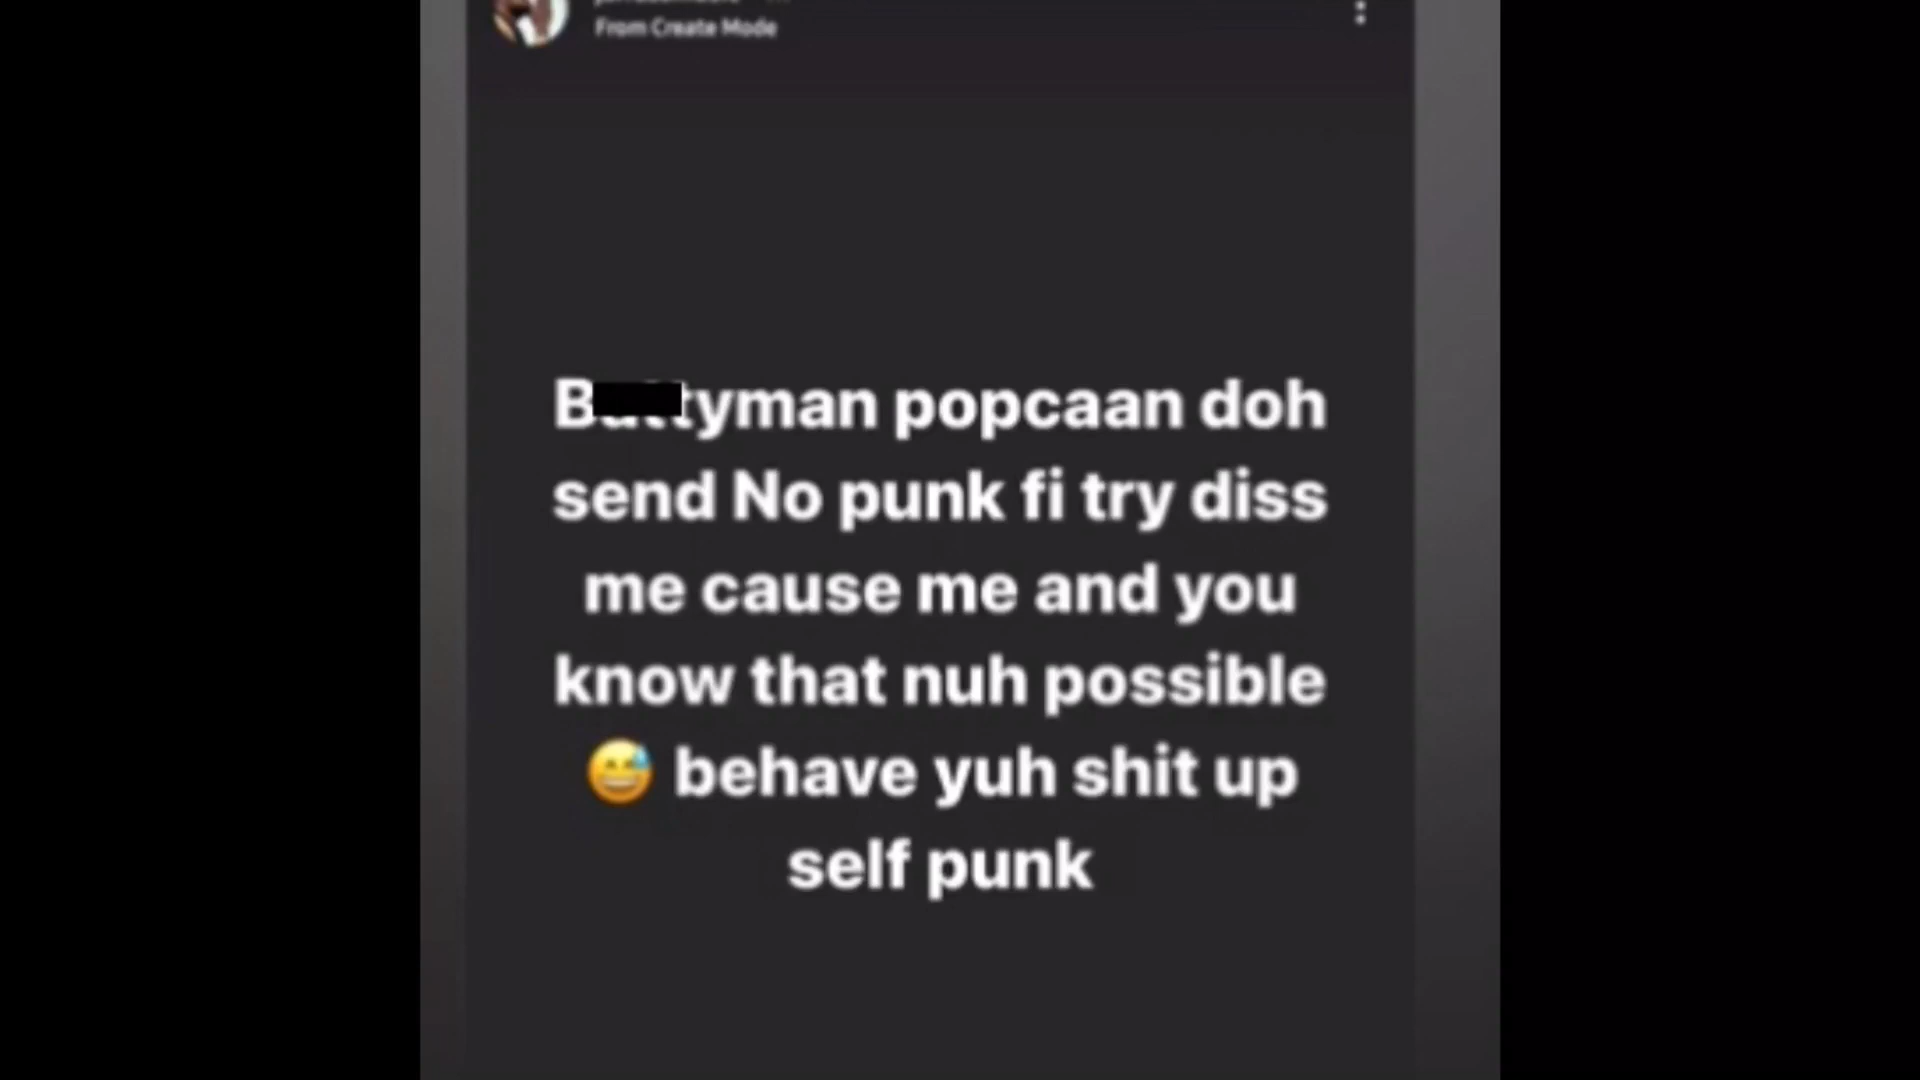 From Create Mode
Battyman popcaan doh
send No punk fi try diss
me cause me and you
know that nuh possible
😅 behave yuh shit up
self punk